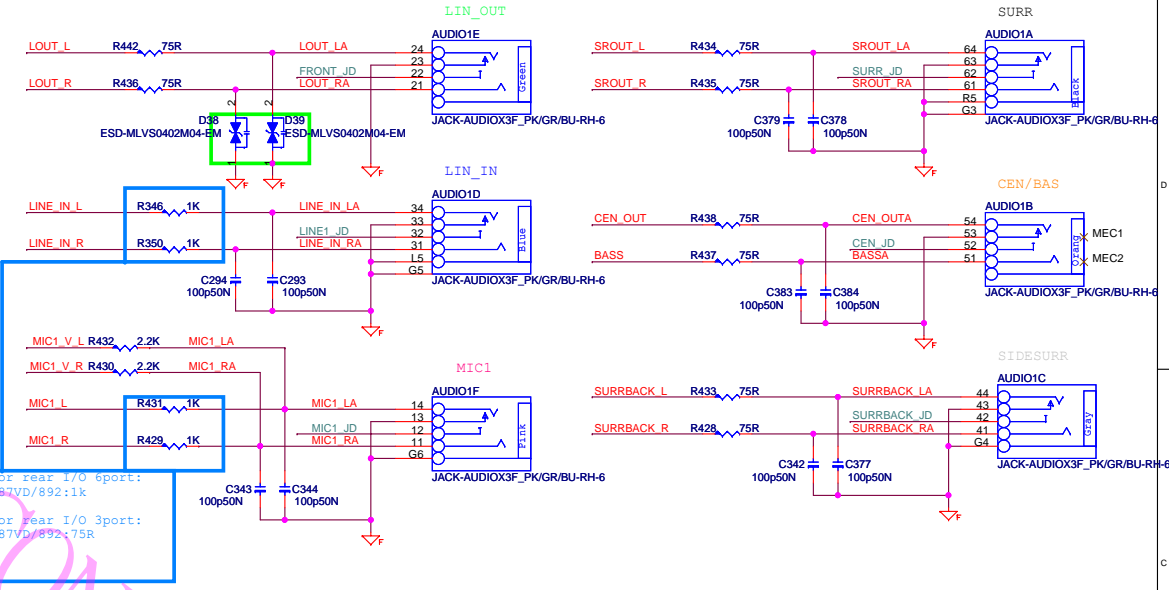 LIN_OUT
AUDIO1E
LOUT_L R442 75R LOUT_LA 24
23
FRONT_JD 22
LOUT_R R436 75R LOUT_RA 21
Green
2 2
D38 D39
ESD-MLVS0402M04-EM ESD-MLVS0402M04-EM
JACK-AUDIOX3F_PK/GR/BU-RH-6
1 1
F F F
LIN_IN
AUDIO1D
LINE_IN_L R346 1K LINE_IN_LA 34
33
LINE1_JD 32
LINE_IN_R R350 1K LINE_IN_RA 31
L5
G5
Blue
C294 C293
100p50N 100p50N
JACK-AUDIOX3F_PK/GR/BU-RH-6
F
MIC1_V_L R432 2.2K MIC1_LA
MIC1_V_R R430 2.2K MIC1_RA
MIC1
AUDIO1F
MIC1_L R431 1K MIC1_LA 14
13
MIC1_JD 12
MIC1_R R429 1K MIC1_RA 11
G6
Pink
JACK-AUDIOX3F_PK/GR/BU-RH-6
C343 C344
100p50N 100p50N
F
or rear I/O 6port:
87VD/892:1k
or rear I/O 3port:
87VD/892:75R
SURR
AUDIO1A
SROUT_L R434 75R SROUT_LA 64
63
SURR_JD 62
SROUT_R R435 75R SROUT_RA 61
R5
G3
Black
C379 C378
100p50N 100p50N
JACK-AUDIOX3F_PK/GR/BU-RH-6
F
D
CEN/BAS
AUDIO1B
CEN_OUT R438 75R CEN_OUTA 54
53
CEN_JD 52
BASS R437 75R BASSA 51
Orang
MEC1
MEC2
C383 C384
100p50N 100p50N
JACK-AUDIOX3F_PK/GR/BU-RH-6
F
SIDESURR
AUDIO1C
SURRBACK_L R433 75R SURRBACK_LA 44
43
SURRBACK_JD 42
SURRBACK_R R428 75R SURRBACK_RA 41
G4
Gray
C342 C377
100p50N 100p50N
JACK-AUDIOX3F_PK/GR/BU-RH-6
F
C